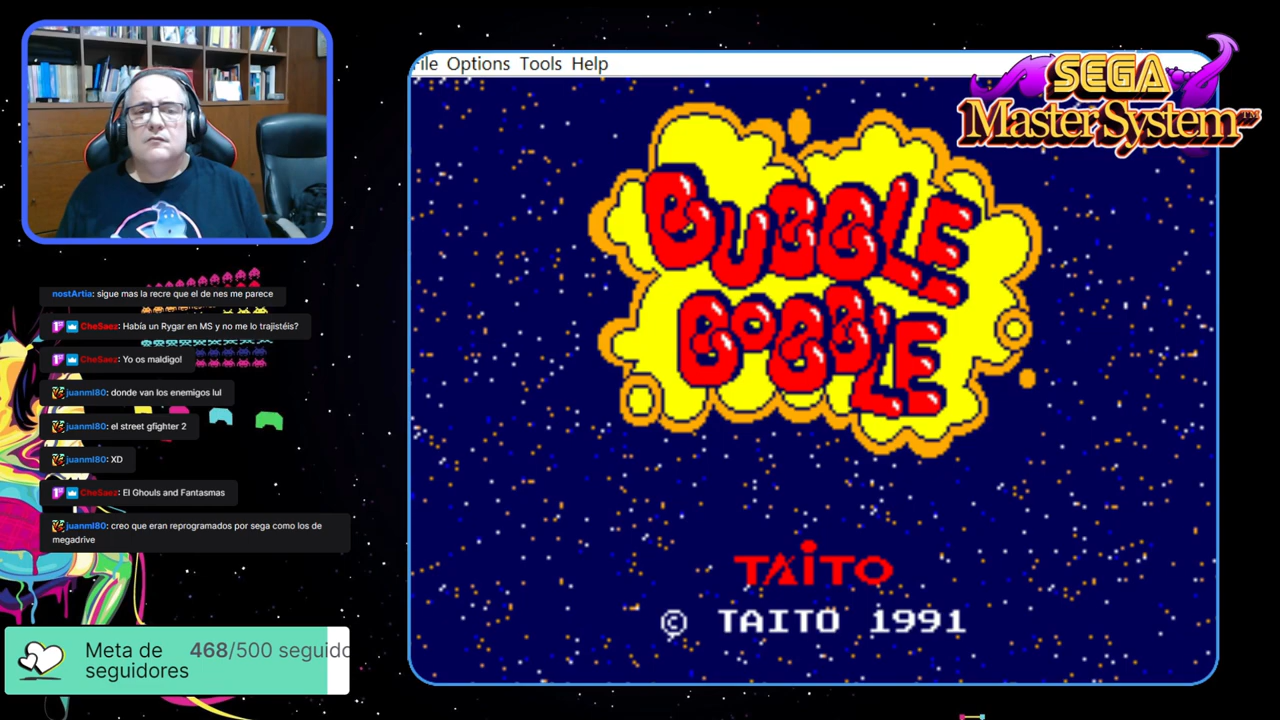 File Options Tools Help
SEGA
Master System™
BUBBLE
BOBBLE
TAITO
© TAITO 1991
nostArtia: sigue mas la recre que el de nes me parece
CheSaez: Había un Rygar en MS y no me lo trajistéis?
CheSaez: Yo os maldigo!
juanml80: donde van los enemigos lul
juanml80: el street gfighter 2
juanml80: XD
CheSaez: El Ghouls and Fantasmas
juanml80: creo que eran reprogramados por sega como los de
megadrive
Meta de 468/500 seguido
seguidores